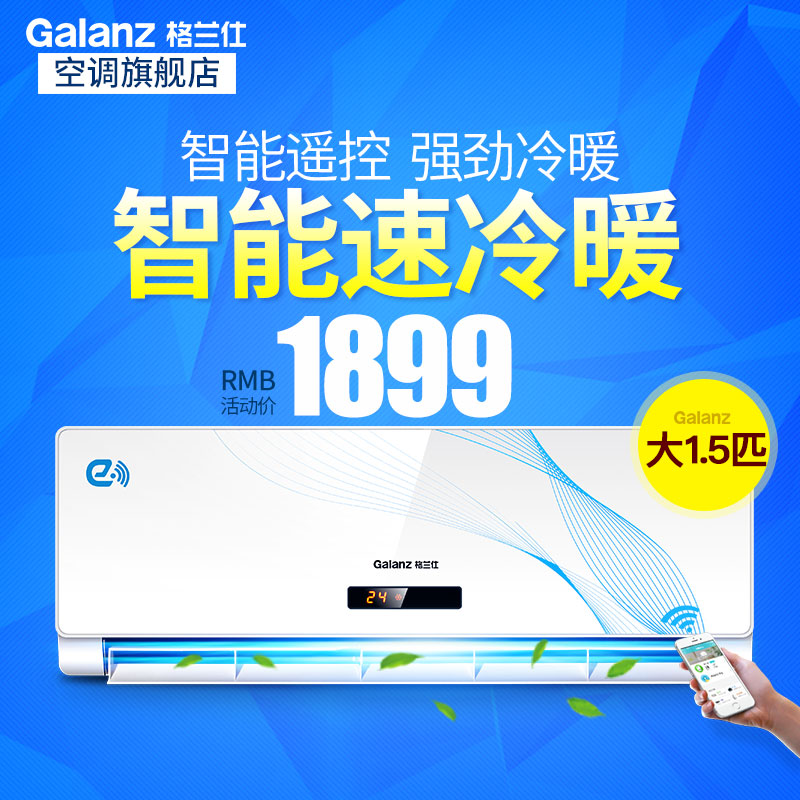 Galanz 格兰仕
空调旗舰店
智能遥控 强劲冷暖
智能速冷暖
RMB
活动价
1899
Galanz
大1.5匹
e
Galanz 格兰仕
24